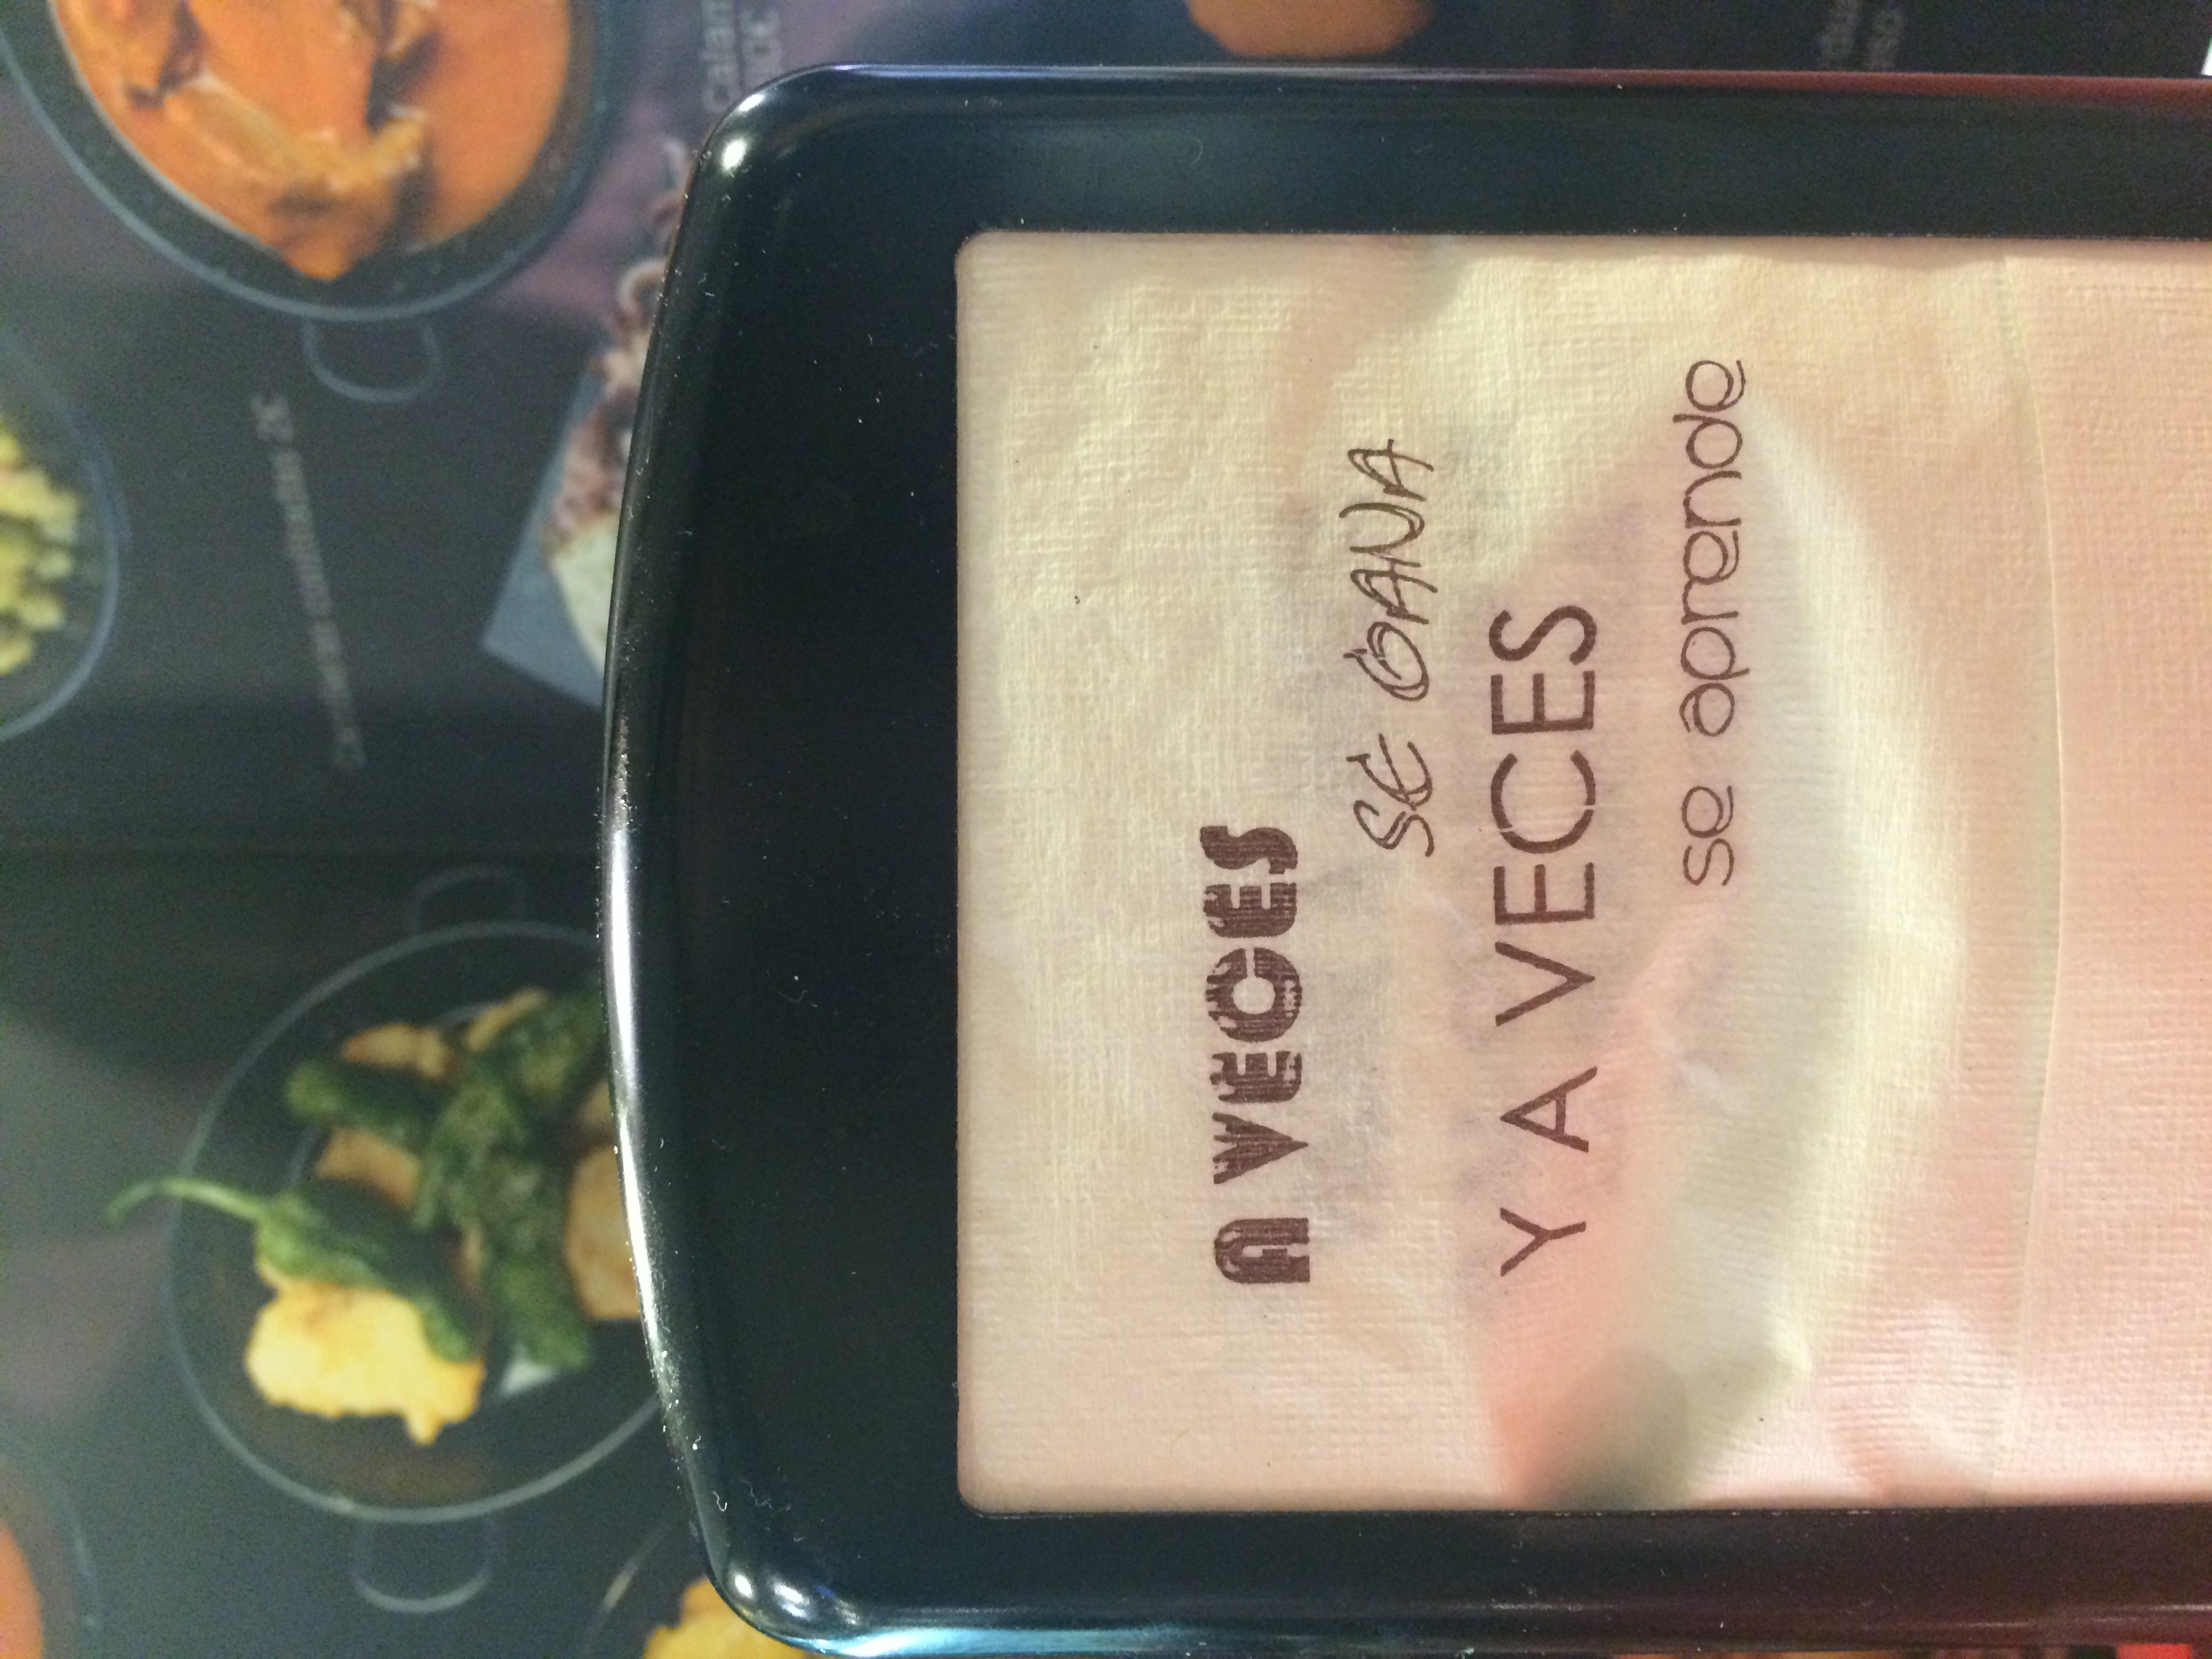 A VECES
SE GANA
Y A VECES
se aprende